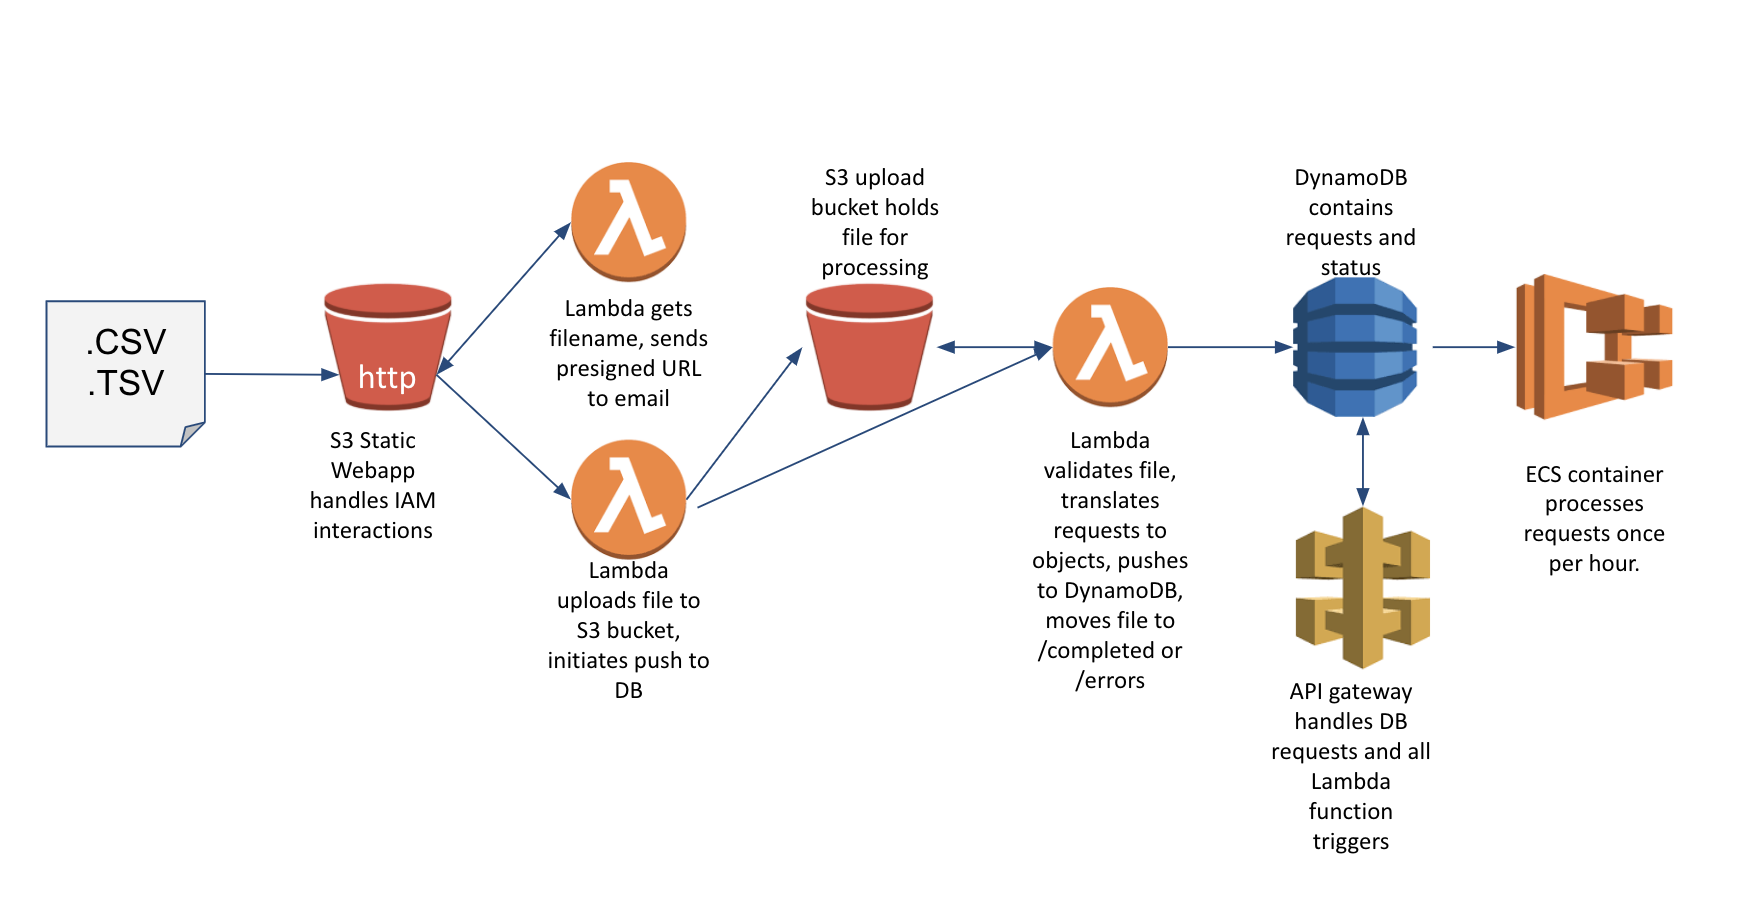 .CSV
.TSV
http
S3 Static
Webapp
handles IAM
interactions
Lambda gets
filename, sends
presigned URL
to email
Lambda
uploads file to
S3 bucket,
initiates push to
DB
S3 upload
bucket holds
file for
processing
Lambda
validates file,
translates
requests to
objects, pushes
to DynamoDB,
moves file to
/completed or
/errors
DynamoDB
contains
requests and
status
API gateway
handles DB
requests and all
Lambda
function
triggers
ECS container
processes
requests once
per hour.